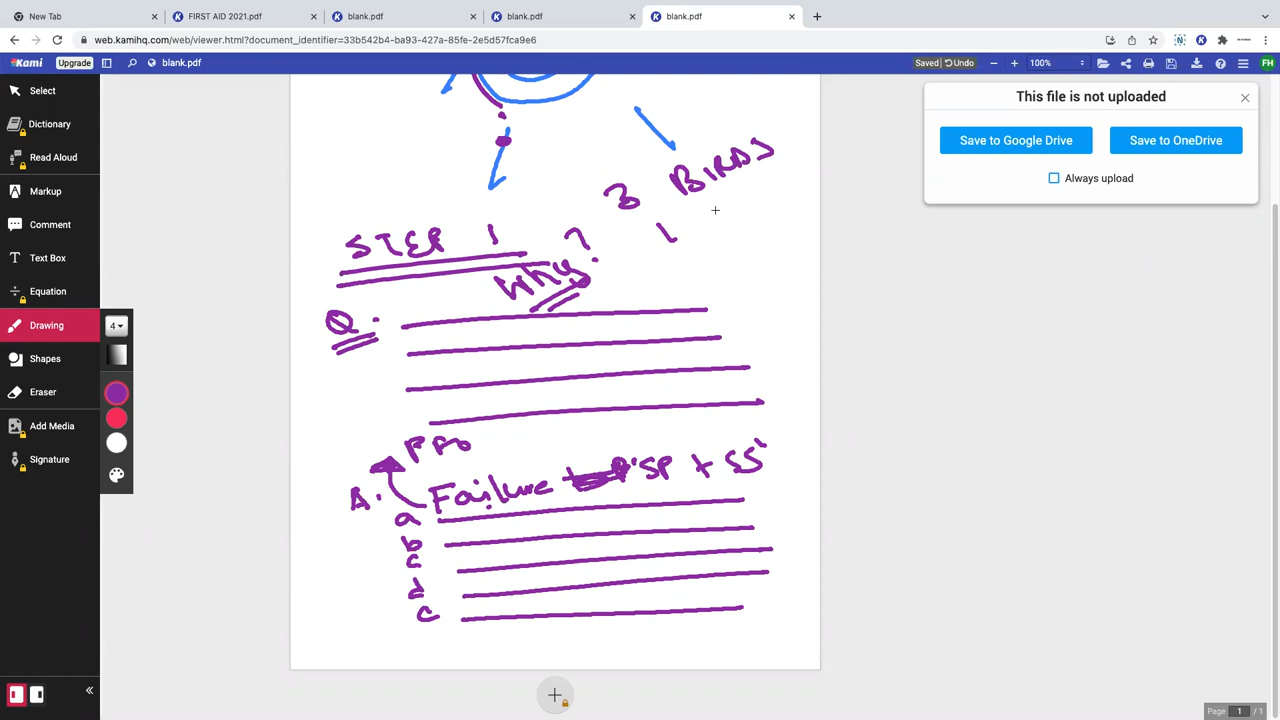 New Tab
FIRST AID 2021.pdf
blank.pdf
blank.pdf
blank.pdf
web.kamihq.com/web/viewer.html?document_identifier=33b542b4-ba93-427a-85fe-2e5d57fca9e6
Kami
Upgrade
blank.pdf
Saved
Undo
100%
FH
Select
Dictionary
Read Aloud
Markup
Comment
Text Box
Equation
Drawing
Shapes
Eraser
Add Media
Signature
4
This file is not uploaded
Save to Google Drive
Save to OneDrive
Always upload
3 BIRDS
STEP 1 ?
Why
Q.
A.
Failure SP + SS
a
b
c
d
c
Page 1 / 1